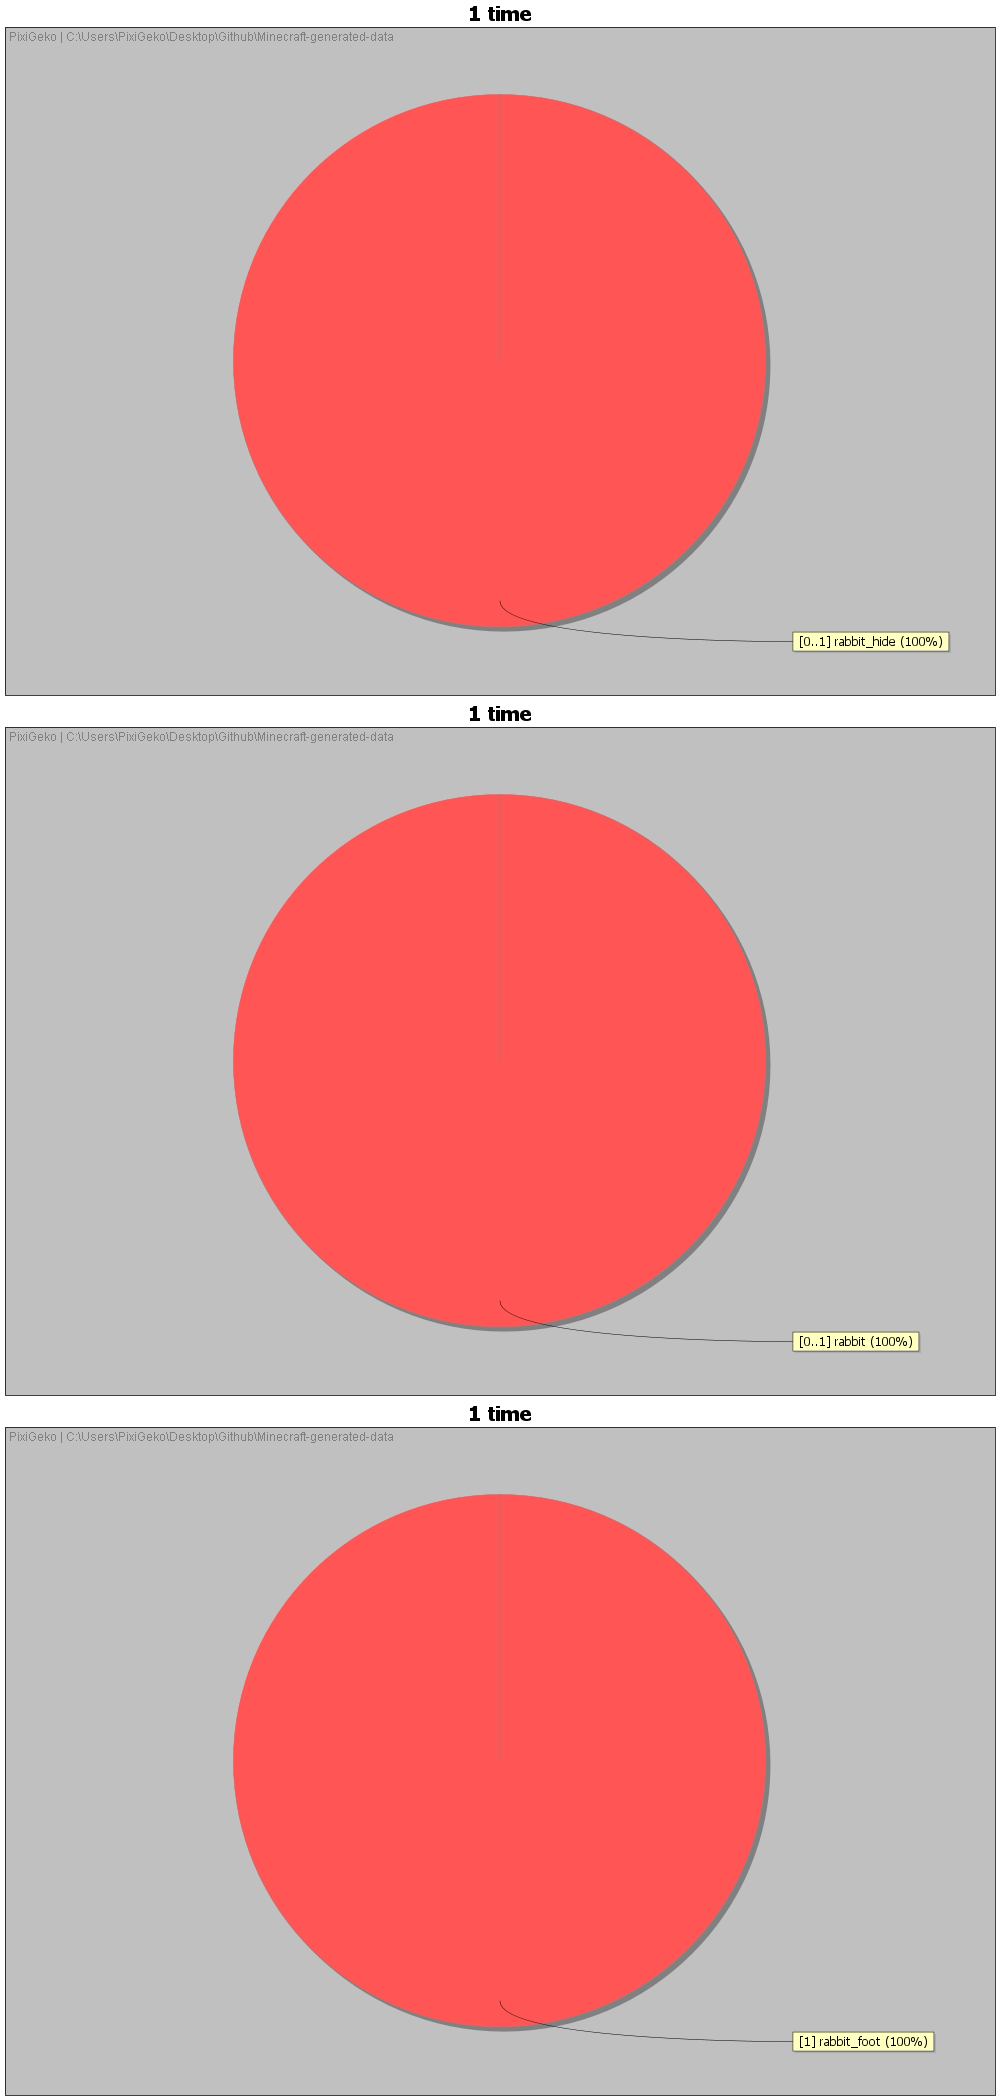 1 time
PixiGeko | C:\Users\PixiGeko\Desktop\Github\Minecraft-generated-data
[0..1] rabbit_hide (100%)
1 time
PixiGeko | C:\Users\PixiGeko\Desktop\Github\Minecraft-generated-data
[0..1] rabbit (100%)
1 time
PixiGeko | C:\Users\PixiGeko\Desktop\Github\Minecraft-generated-data
[1] rabbit_foot (100%)